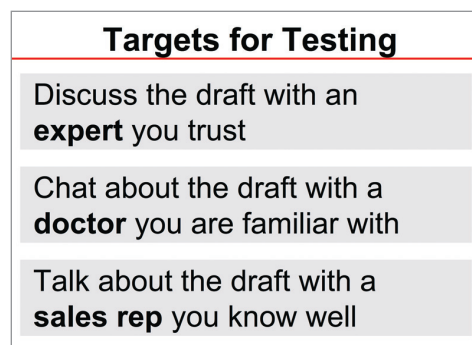 Targets for Testing
Discuss the draft with an
expert you trust
Chat about the draft with a
doctor you are familiar with
Talk about the draft with a
sales rep you know well